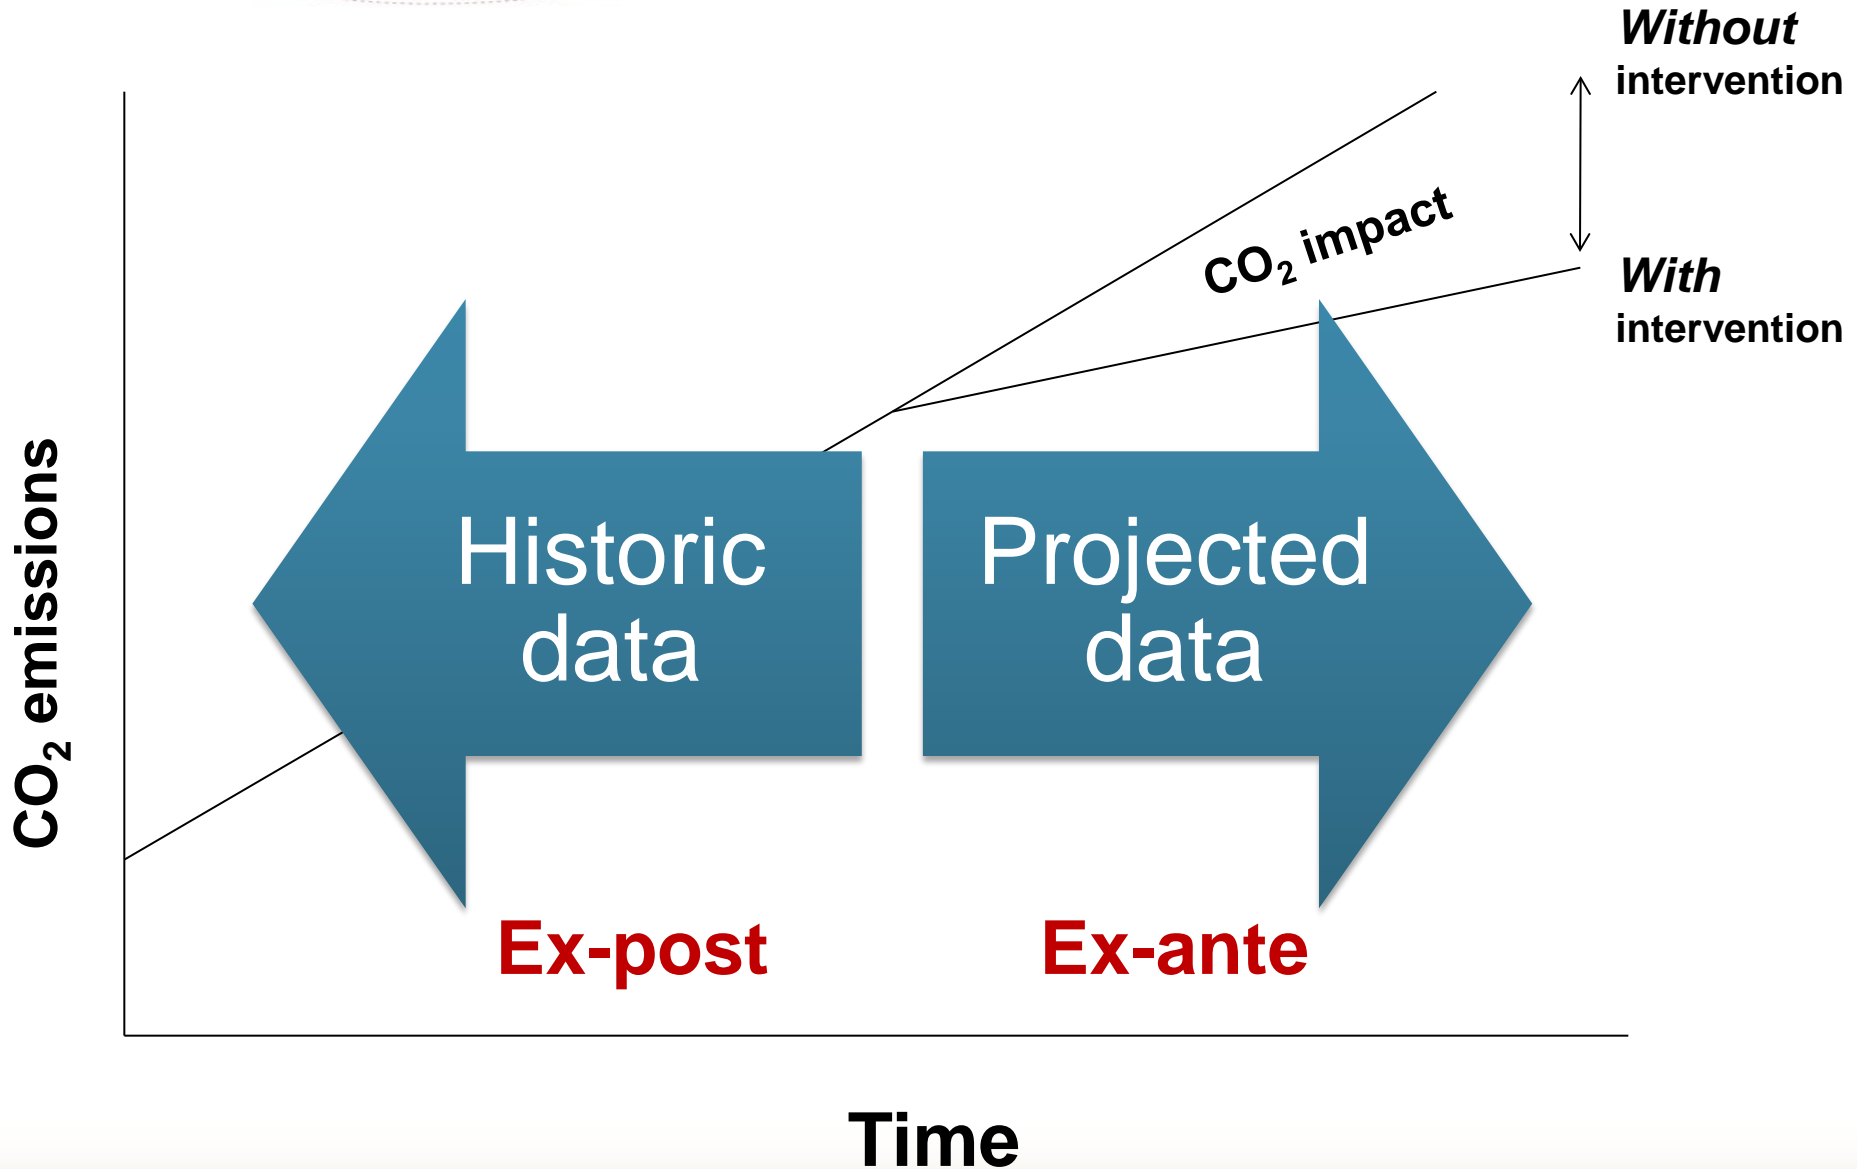 Without
intervention
CO₂ impact
With
intervention
CO₂ emissions
Historic
data
Projected
data
Ex-post
Ex-ante
Time